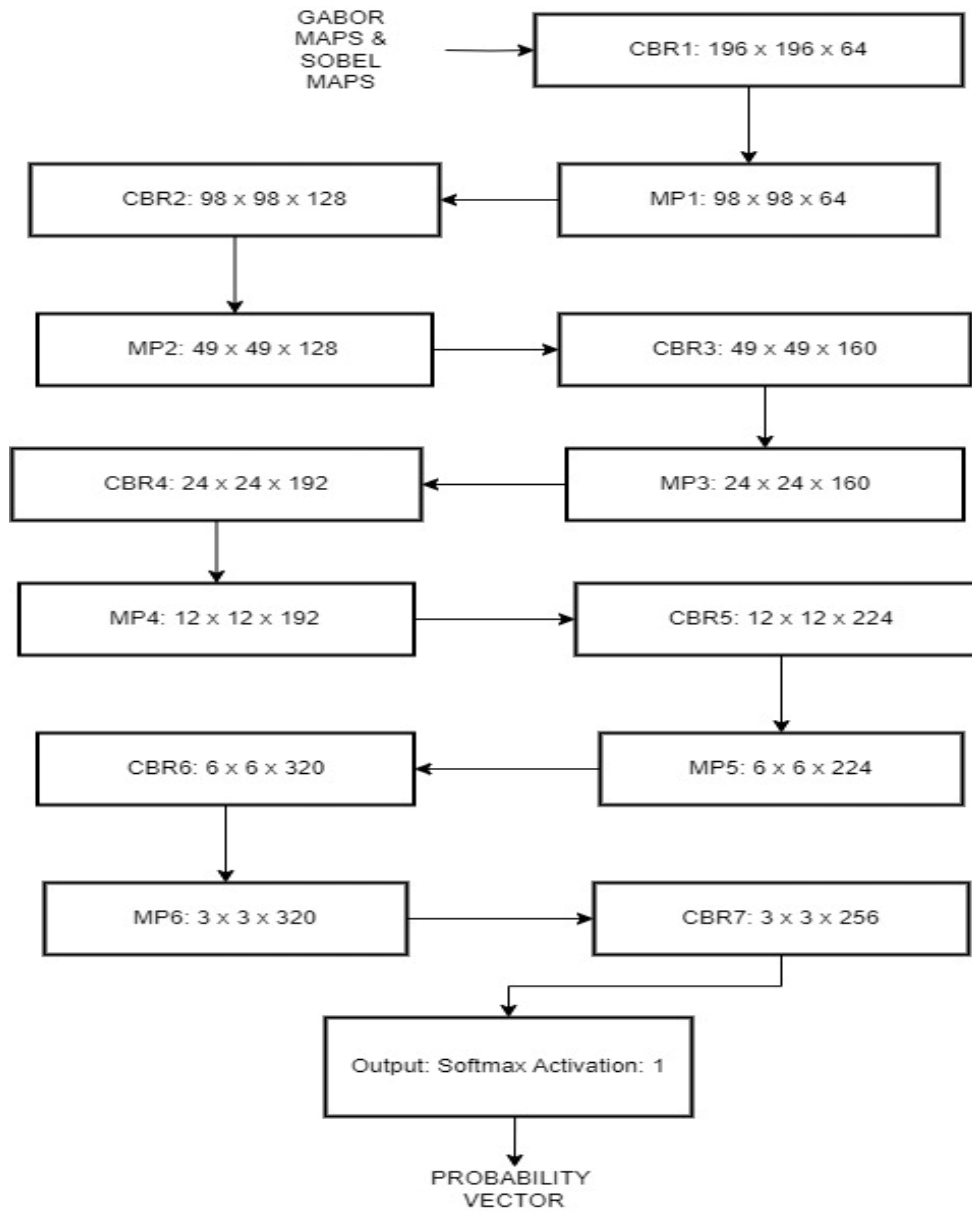 GABOR
MAPS &
SOBEL
MAPS
CBR1: 196 x 196 x 64
MP1: 98 x 98 x 64
CBR2: 98 x 98 x 128
MP2: 49 x 49 x 128
CBR3: 49 x 49 x 160
MP3: 24 x 24 x 160
CBR4: 24 x 24 x 192
MP4: 12 x 12 x 192
CBR5: 12 x 12 x 224
MP5: 6 x 6 x 224
CBR6: 6 x 6 x 320
MP6: 3 x 3 x 320
CBR7: 3 x 3 x 256
Output: Softmax Activation: 1
PROBABILITY
VECTOR